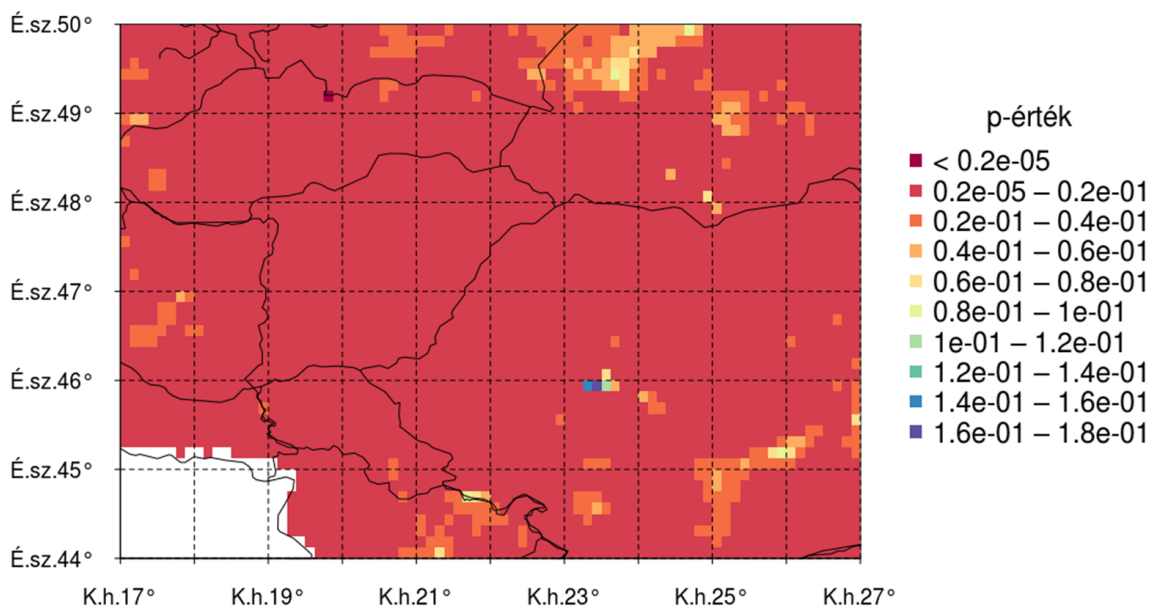 É.sz.50°
É.sz.49°
É.sz.48°
É.sz.47°
É.sz.46°
É.sz.45°
É.sz.44°
K.h.17°
K.h.19°
K.h.21°
K.h.23°
K.h.25°
K.h.27°
p-érték
< 0.2e-05
0.2e-05 – 0.2e-01
0.2e-01 – 0.4e-01
0.4e-01 – 0.6e-01
0.6e-01 – 0.8e-01
0.8e-01 – 1e-01
1e-01 – 1.2e-01
1.2e-01 – 1.4e-01
1.4e-01 – 1.6e-01
1.6e-01 – 1.8e-01